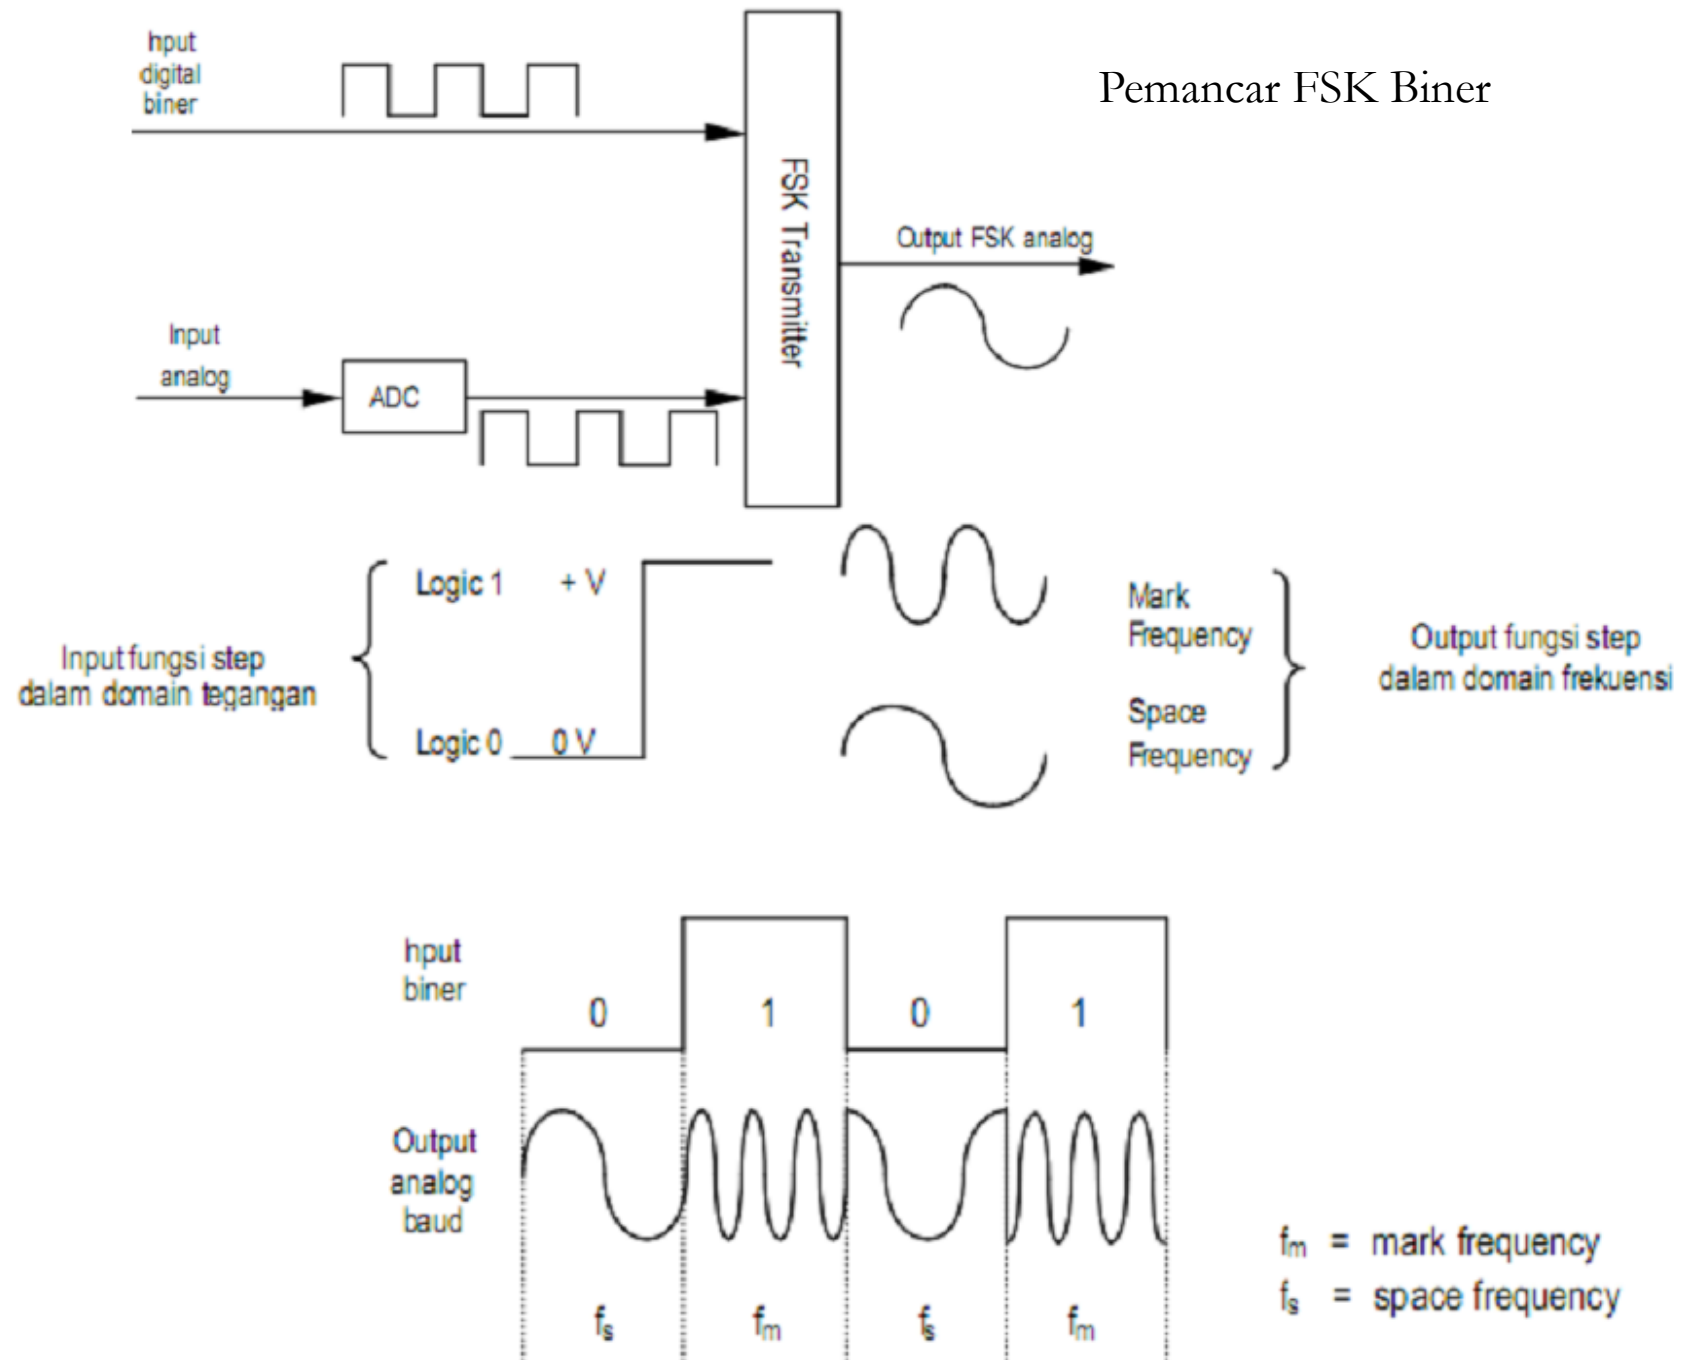 Pemancar FSK Biner
Input
digital
biner
FSK Transmitter
Output FSK analog
Input
analog
ADC
Logic 1 + V
Logic 0 0 V
Input fungsi step
dalam domain tegangan
Mark
Frequency
Space
Frequency
Output fungsi step
dalam domain frekuensi
Input
biner
0 1 0 1
Output
analog
baud
fs fm fs fm
fm = mark frequency
fs = space frequency